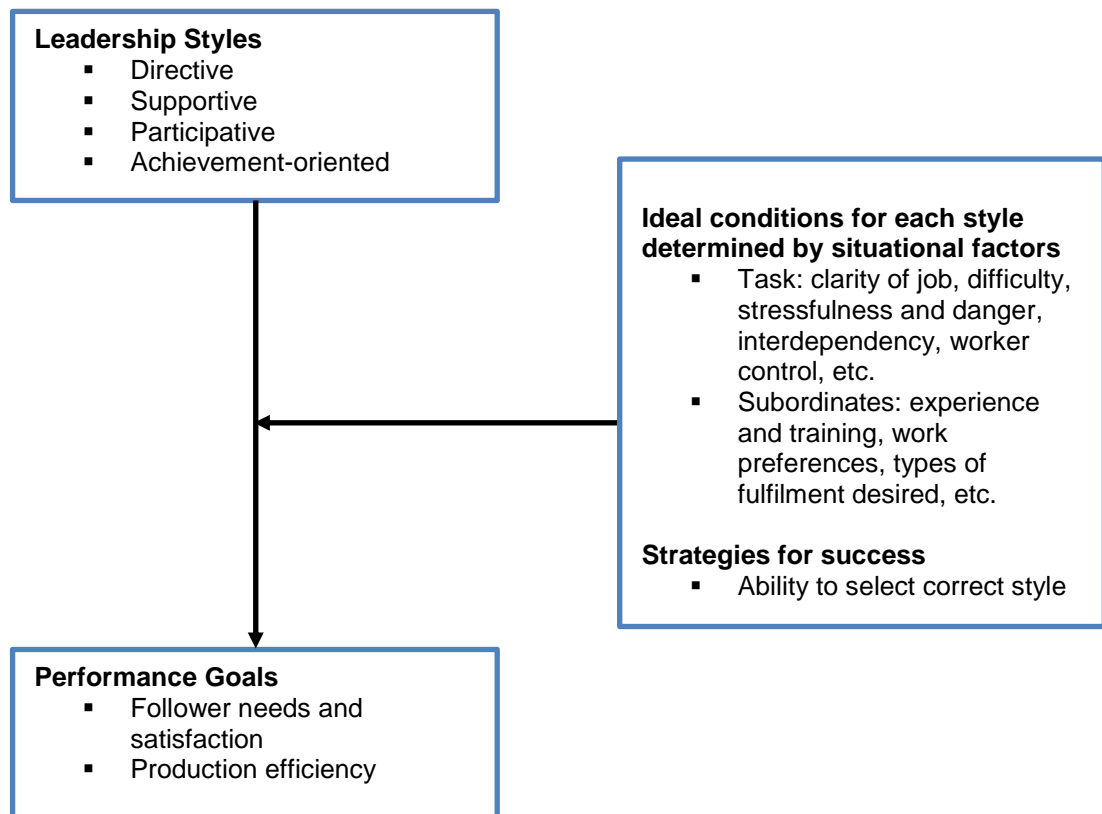 Leadership Styles
▪ Directive
▪ Supportive
▪ Participative
▪ Achievement-oriented
Ideal conditions for each style
determined by situational factors
▪ Task: clarity of job, difficulty,
stressfulness and danger,
interdependency, worker
control, etc.
▪ Subordinates: experience
and training, work
preferences, types of
fulfilment desired, etc.
Strategies for success
▪ Ability to select correct style
Performance Goals
▪ Follower needs and
satisfaction
▪ Production efficiency